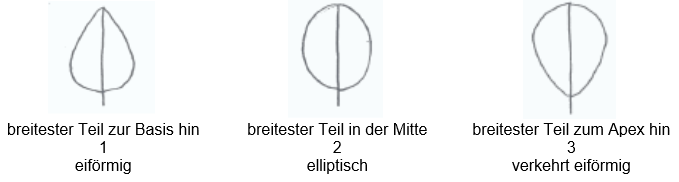 breitester Teil zur Basis hin
1
eiförmig
breitester Teil in der Mitte
2
elliptisch
breitester Teil zum Apex hin
3
verkehrt eiförmig